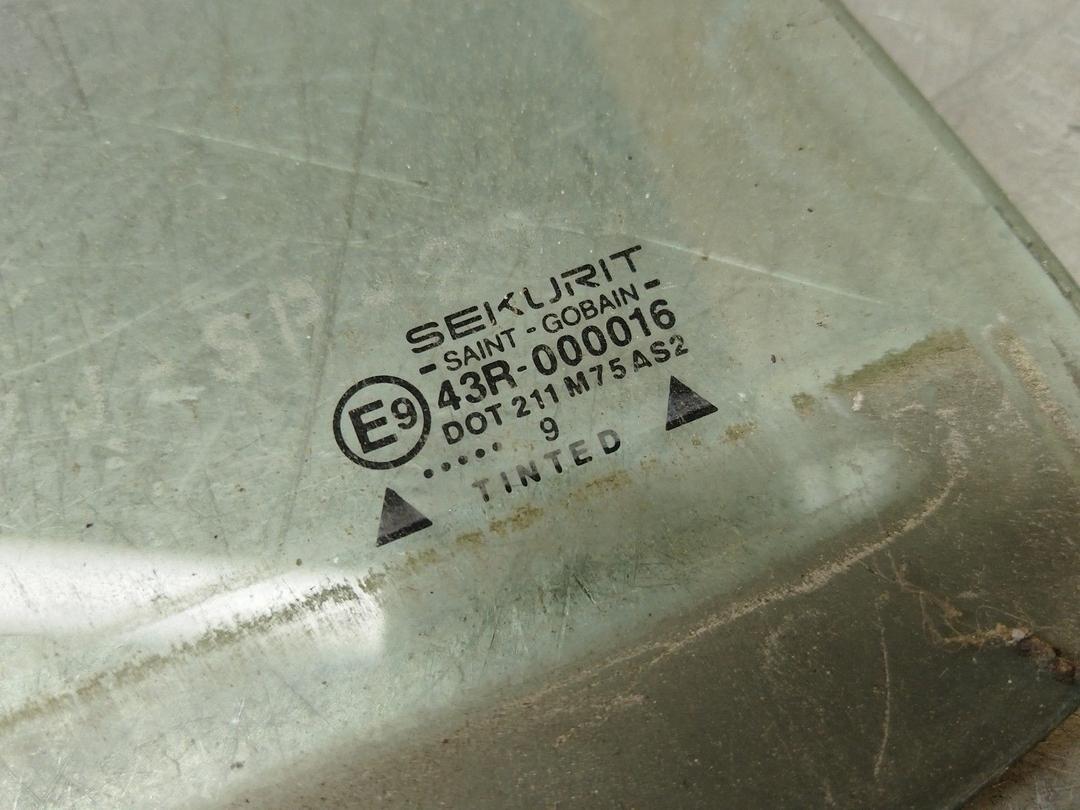 SEKURIT
- SAINT - GOBAIN -
E9 43R-000016
DOT 211 M75 AS2
..... 9
TINTED